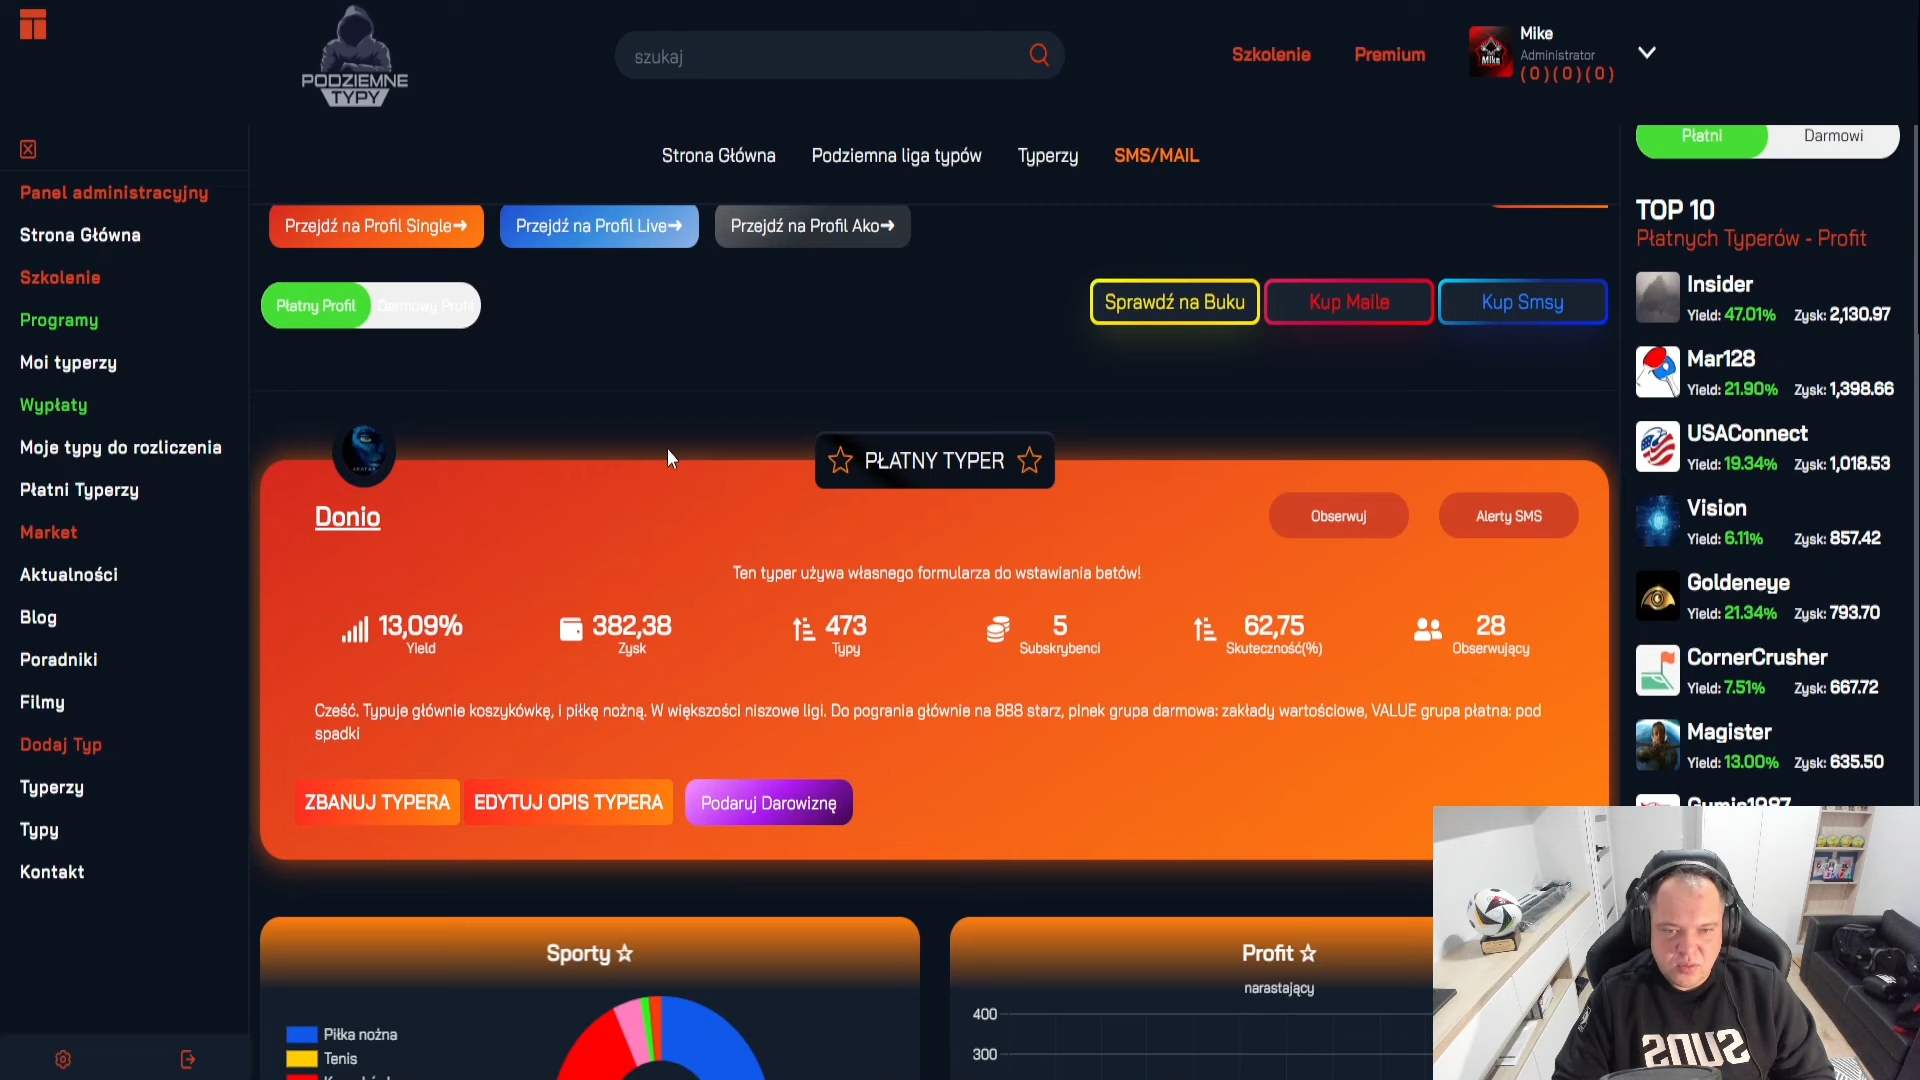 PODZIEMNE
TYPY
szukaj
Szkolenie
Premium
Mike
Administrator
( 0 ) ( 0 ) ( 0 )
Strona Główna
Podziemna liga typów
Typerzy
SMS/MAIL
Panel administracyjny
Strona Główna
Szkolenie
Programy
Moi typerzy
Wypłaty
Moje typy do rozliczenia
Płatni Typerzy
Market
Aktualności
Blog
Poradniki
Filmy
Dodaj Typ
Typerzy
Typy
Kontakt
Przejdź na Profil Single➜
Przejdź na Profil Live➜
Przejdź na Profil Ako➜
Płatny Profil
Darmowy Profil
Sprawdź na Buku
Kup Maile
Kup Smsy
PŁATNY TYPER
Donio
Obserwuj
Alerty SMS
Ten typer używa własnego formularza do wstawiania betów!
13,09%
Yield
382,38
Zysk
473
Typy
5
Subskrybenci
62,75
Skuteczność(%)
28
Obserwujący
Cześć. Typuje głównie koszykówkę, i piłkę nożną. W większości niszowe ligi. Do pogrania głównie na 888 starz, pinek grupa darmowa: zakłady wartościowe, VALUE grupa płatna: pod
spadki
ZBANUJ TYPERA
EDYTUJ OPIS TYPERA
Podaruj Darowiznę
Sporty ☆
Piłka nożna
Tenis
Profit ☆
narastający
400
300
Płatni
Darmowi
TOP 10
Płatnych Typerów - Profit
Insider
Yield: 47.01% Zysk: 2,130.97
Mar128
Yield: 21.90% Zysk: 1,398.66
USAConnect
Yield: 19.34% Zysk: 1,018.53
Vision
Yield: 6.11% Zysk: 857.42
Goldeneye
Yield: 21.34% Zysk: 793.70
CornerCrusher
Yield: 7.51% Zysk: 667.72
Magister
Yield: 13.00% Zysk: 635.50